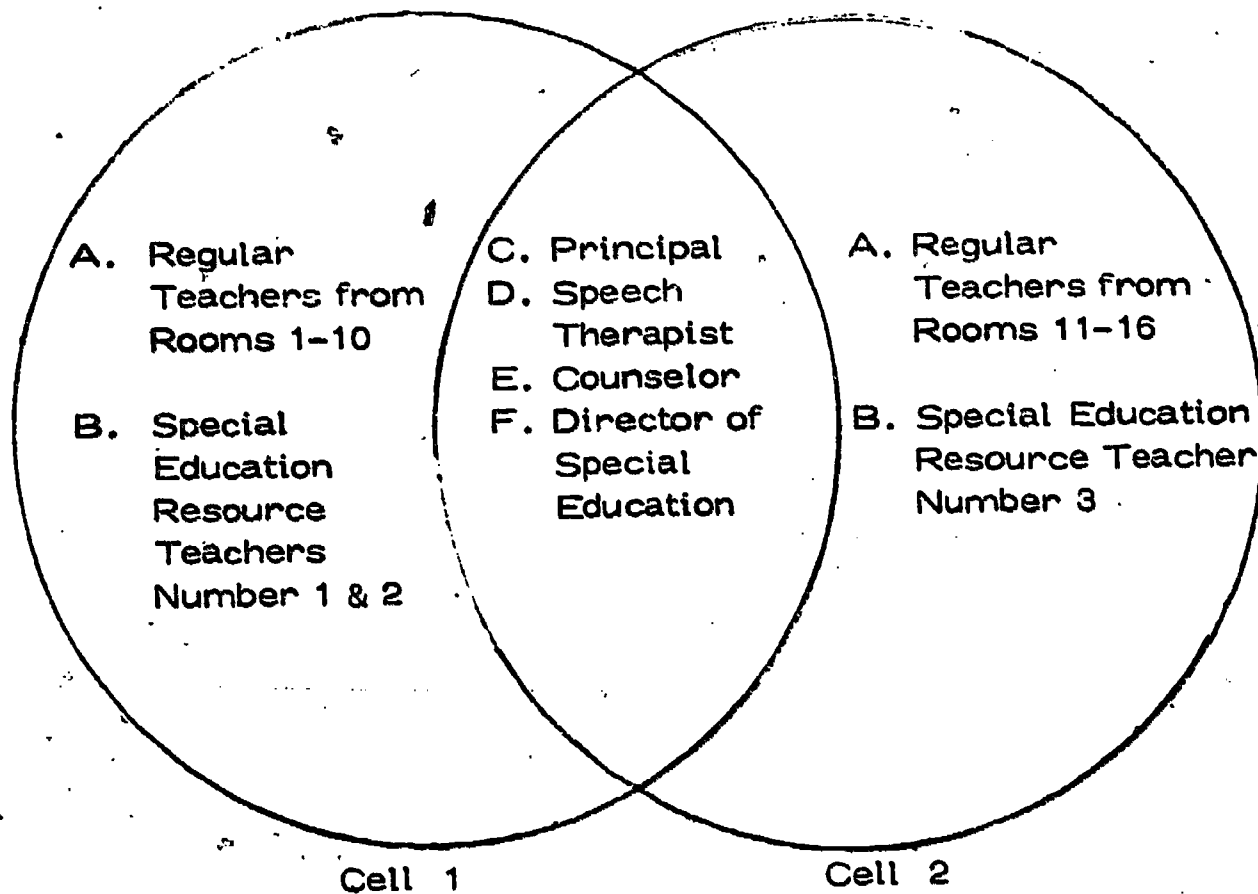 A. Regular
Teachers from
Rooms 1-10
B. Special
Education
Resource
Teachers
Number 1 & 2
C. Principal
D. Speech
Therapist
E. Counselor
F. Director of
Special
Education
A. Regular
Teachers from
Rooms 11-16
B. Special Education
Resource Teacher
Number 3
Cell 1
Cell 2